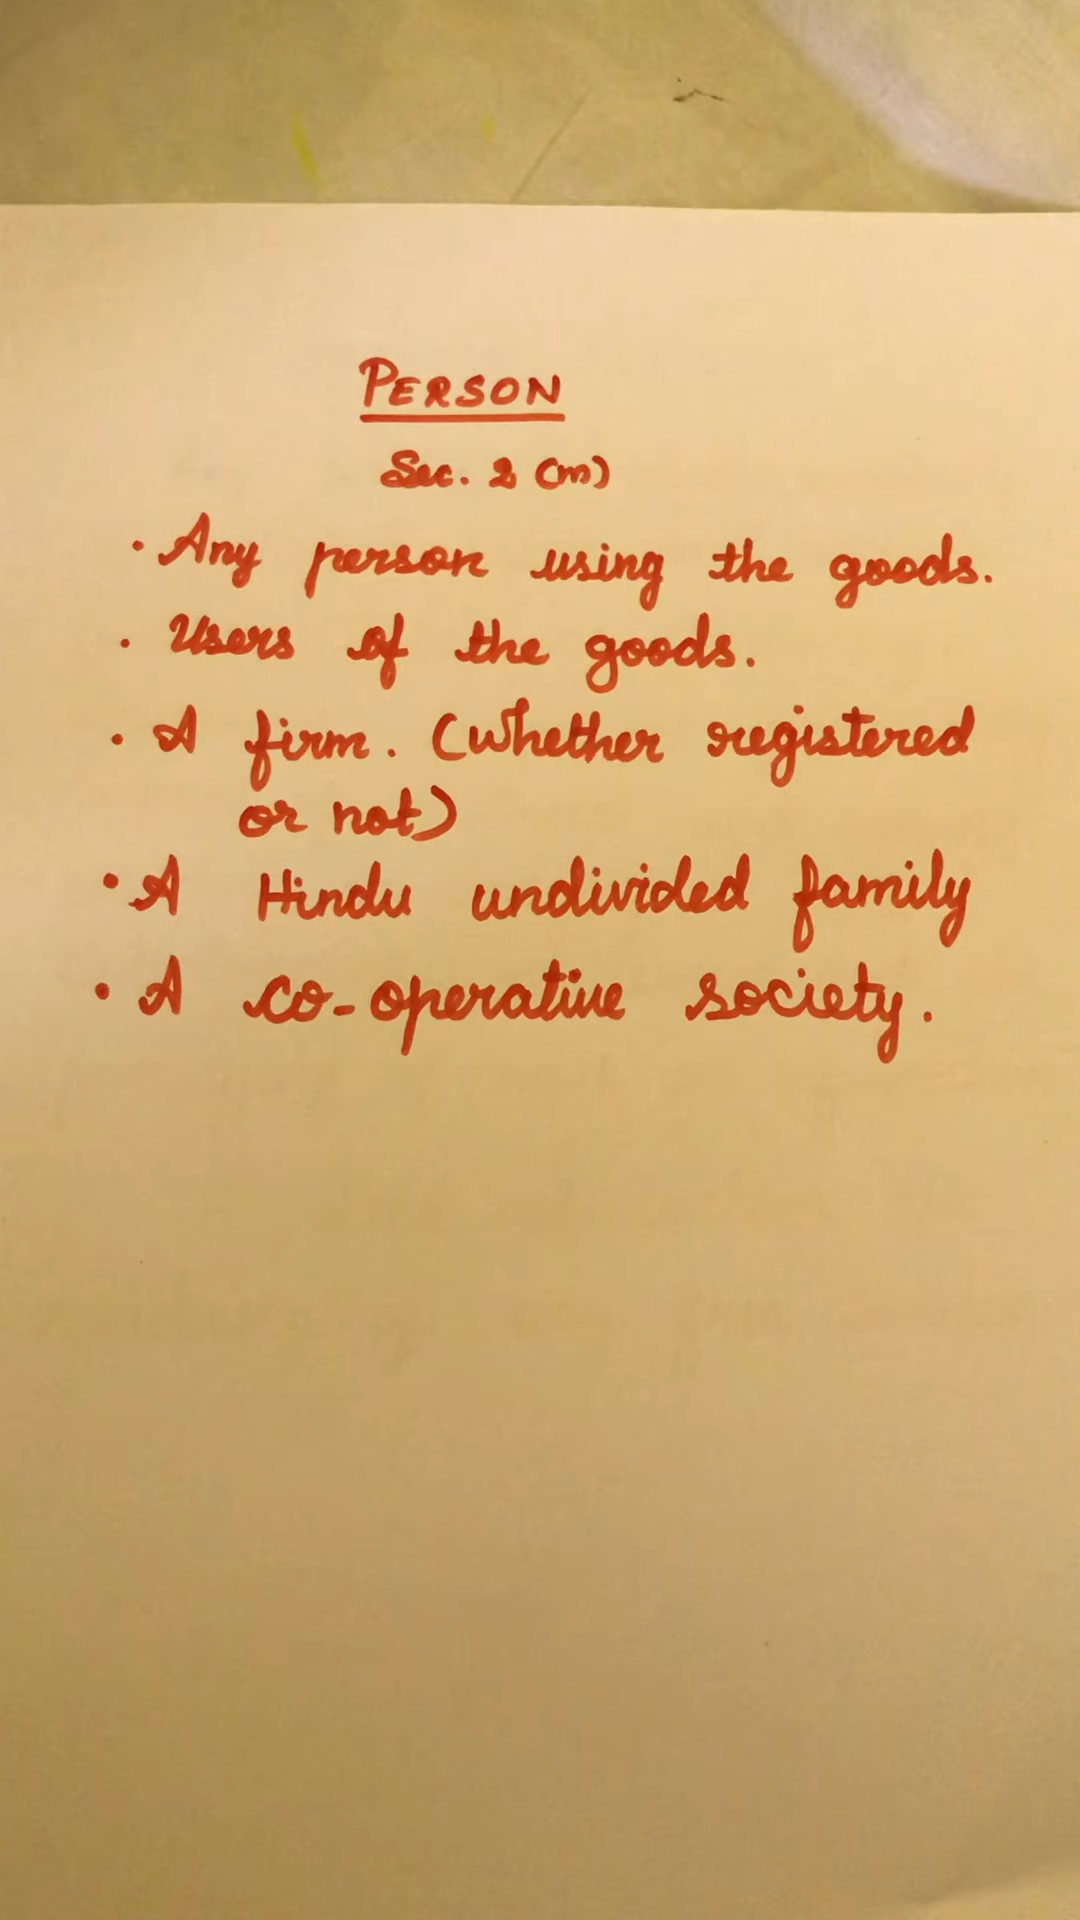 PERSON
Sec. 2 (m)
• Any person using the goods.
• Users of the goods.
• A firm. (Whether registered
or not)
• A Hindu undivided family
• A co-operative society.